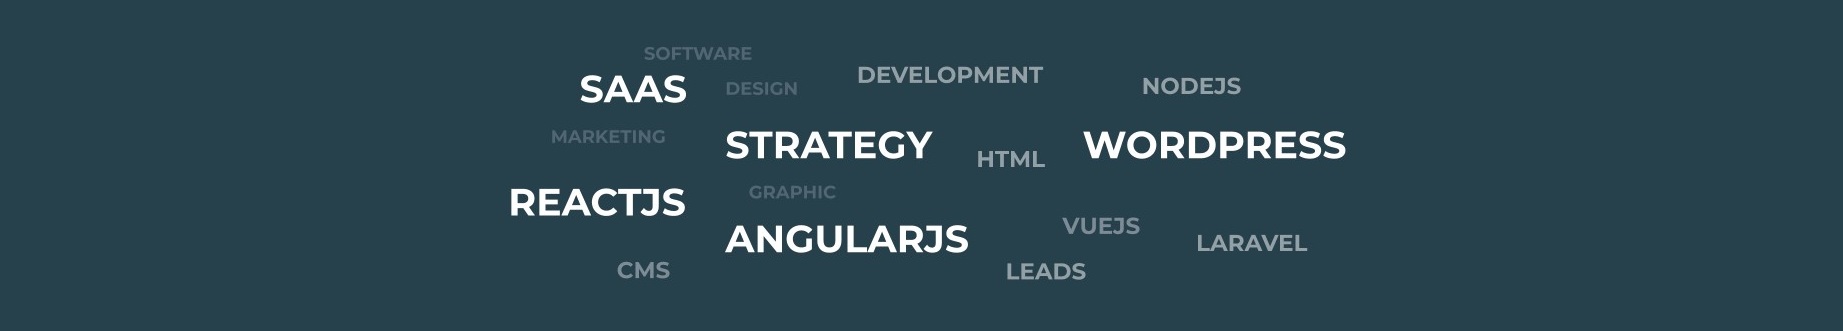 SOFTWARE
SAAS
DESIGN
DEVELOPMENT
NODEJS
MARKETING
STRATEGY
HTML
WORDPRESS
REACTJS
GRAPHIC
ANGULARJS
VUEJS
LARAVEL
CMS
LEADS